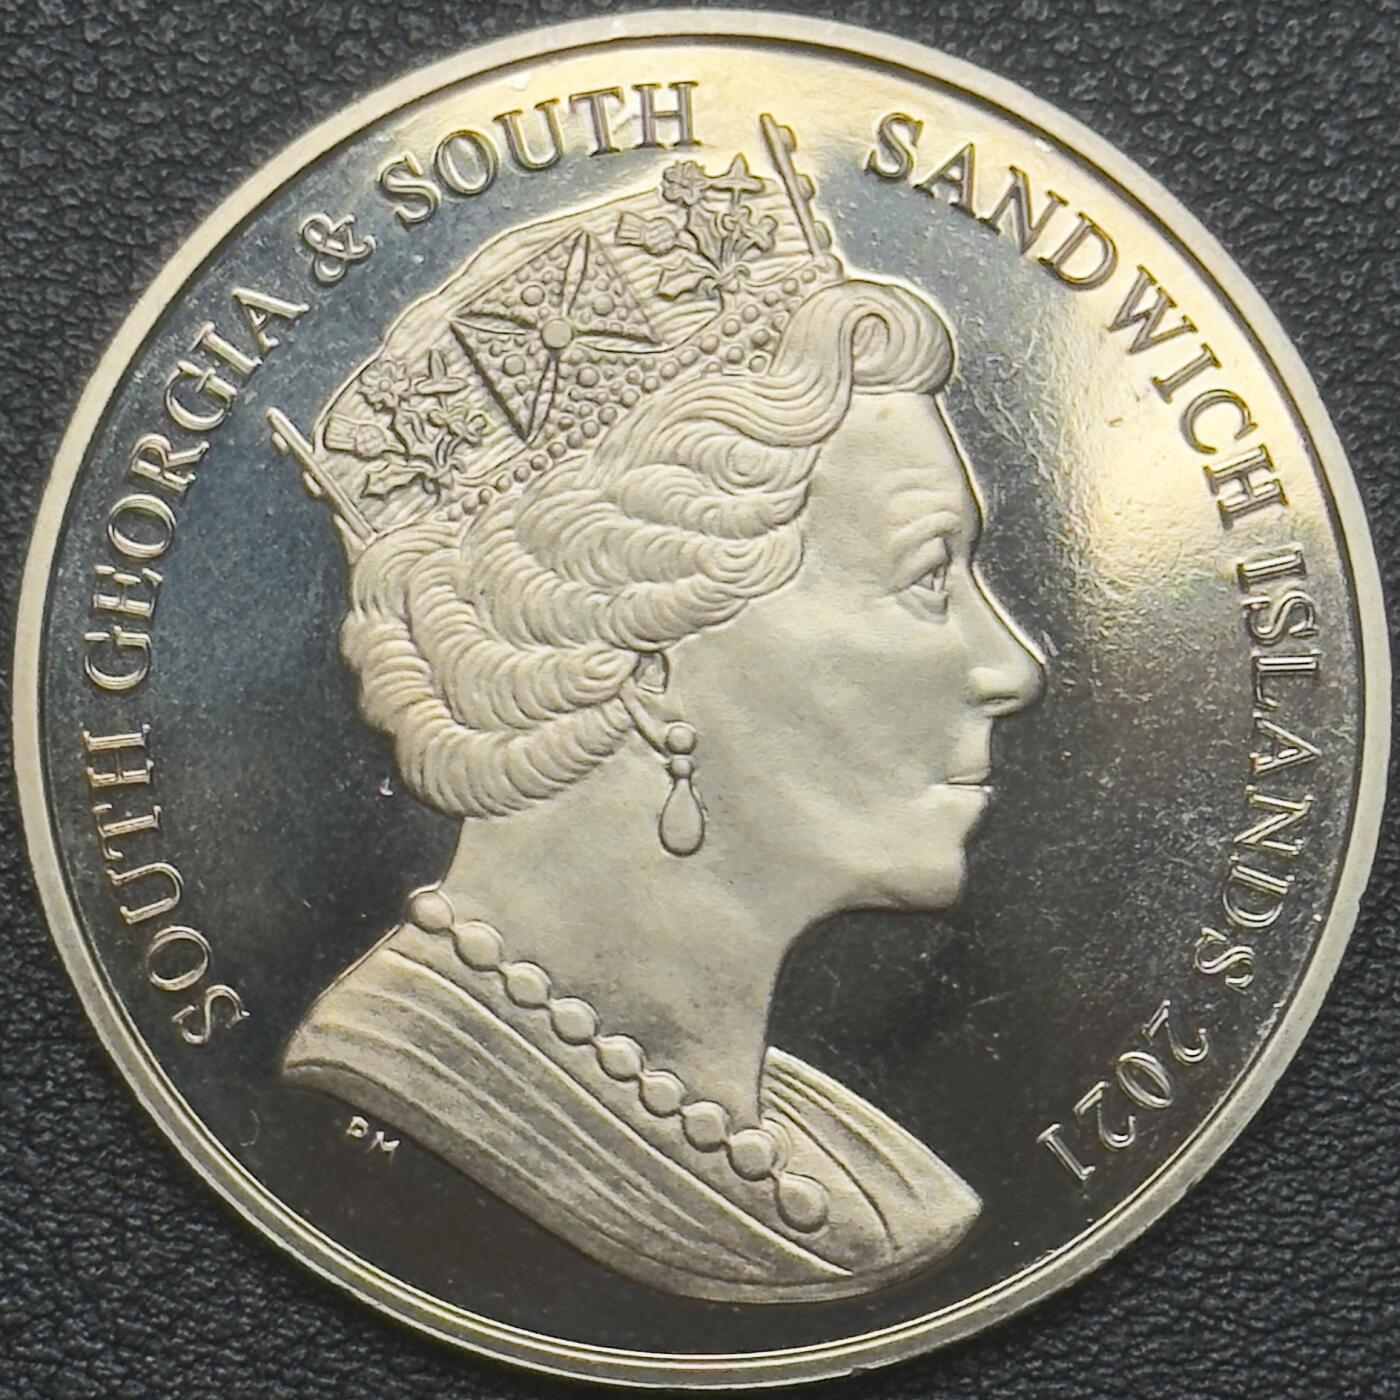 SOUTH GEORGIA & SOUTH SANDWICH ISLANDS 2021
PM